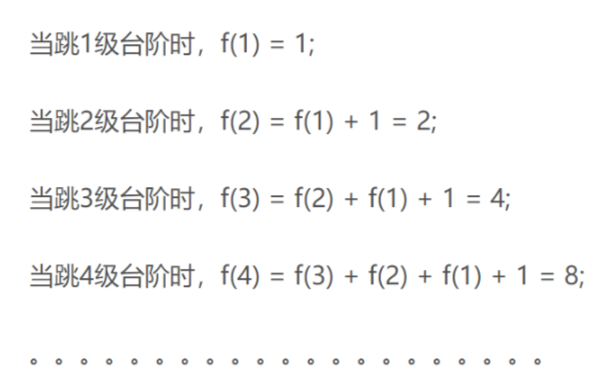 当跳1级台阶时，f(1) = 1;
当跳2级台阶时，f(2) = f(1) + 1 = 2;
当跳3级台阶时，f(3) = f(2) + f(1) + 1 = 4;
当跳4级台阶时，f(4) = f(3) + f(2) + f(1) + 1 = 8;
。。。。。。。。。。。。。。。。。。。。。